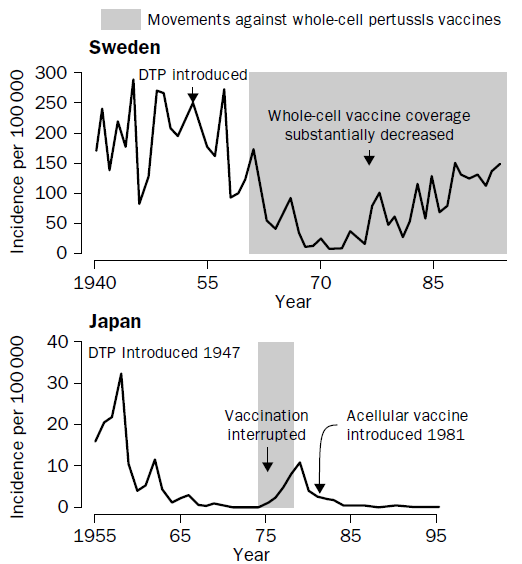 Movements against whole-cell pertussis vaccines
Sweden
DTP introduced
Whole-cell vaccine coverage
substantially decreased
Incidence per 100 000
300
250
200
150
100
50
0
1940
55
70
85
Year
Japan
DTP Introduced 1947
Vaccination
interrupted
Acellular vaccine
introduced 1981
Incidence per 100 000
40
30
20
10
0
1955
65
75
85
95
Year